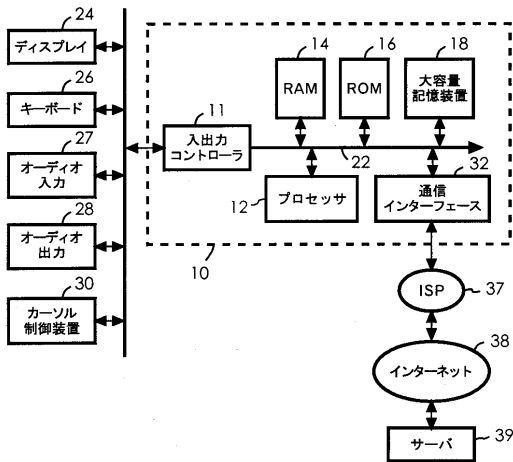 24
ディスプレイ
26
キーボード
27
オーディオ
入力
28
オーディオ
出力
30
カーソル
制御装置
11
入出力
コントローラ
14
RAM
16
ROM
18
大容量
記憶装置
22
12
プロセッサ
32
通信
インターフェース
10
ISP
37
38
インターネット
サーバ
39